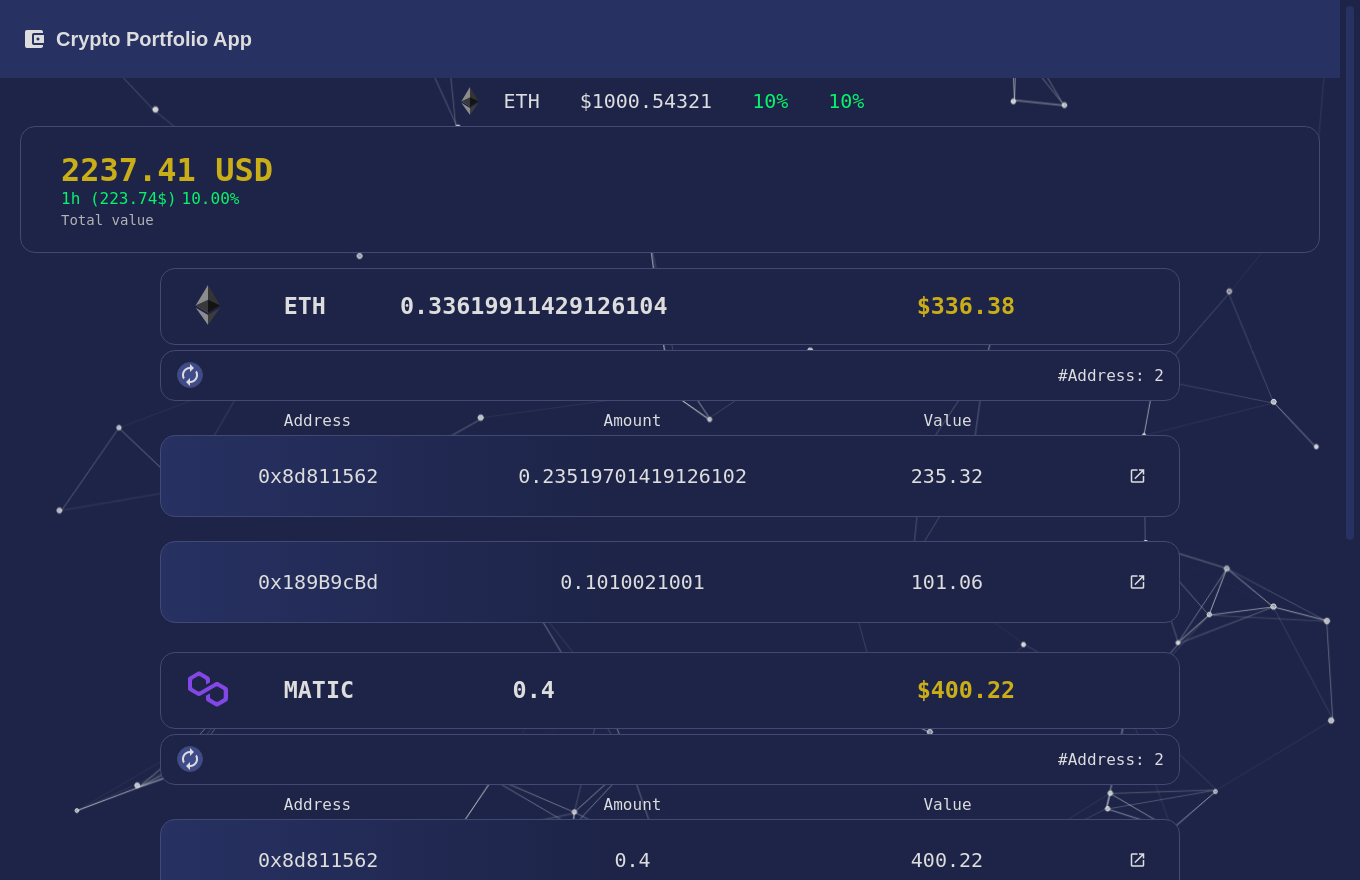 Crypto Portfolio App
ETH $1000.54321 10% 10%
2237.41 USD
1h (223.74$) 10.00%
Total value
ETH 0.33619911429126104 $336.38
#Address: 2
Address Amount Value
0x8d811562 0.23519701419126102 235.32
0x189B9cBd 0.1010021001 101.06
MATIC 0.4 $400.22
#Address: 2
Address Amount Value
0x8d811562 0.4 400.22